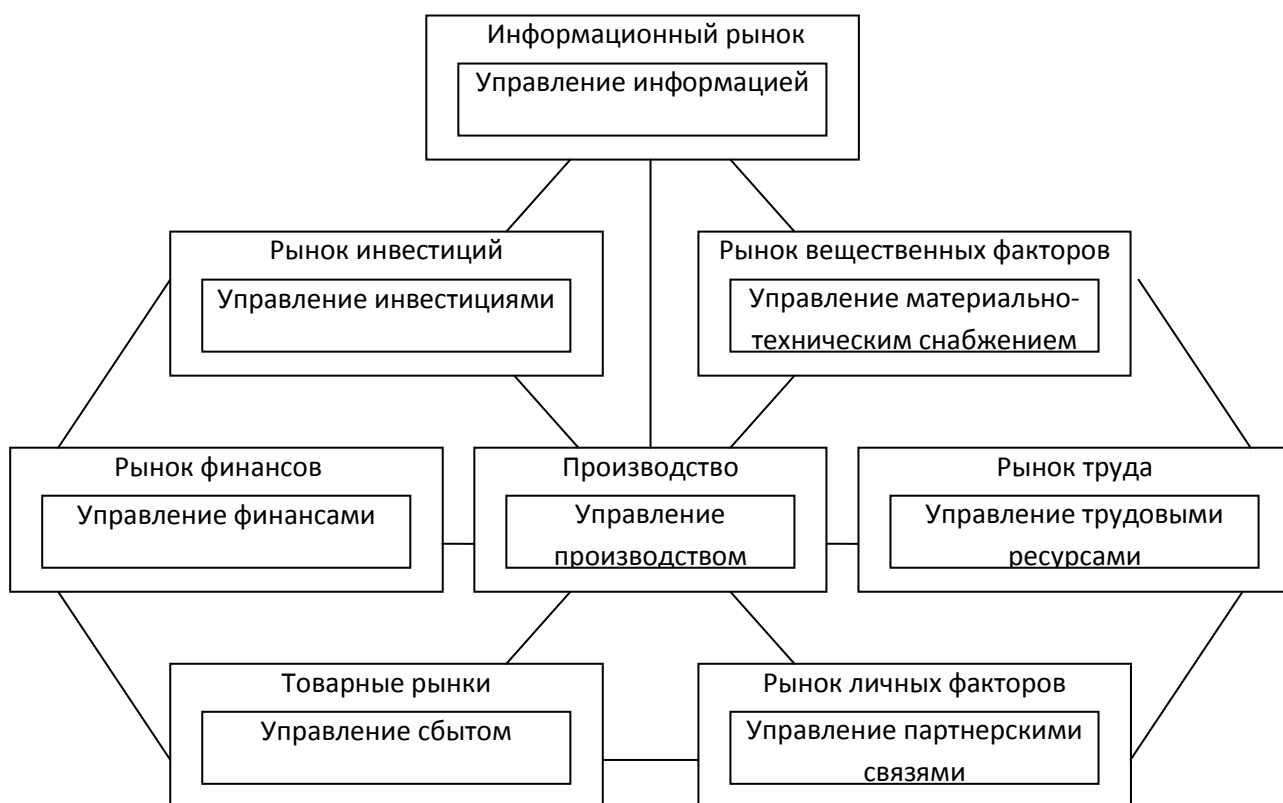 Информационный рынок
Управление информацией
Рынок инвестиций
Управление инвестициями
Рынок вещественных факторов
Управление материально-
техническим снабжением
Рынок финансов
Управление финансами
Производство
Управление
производством
Рынок труда
Управление трудовыми
ресурсами
Товарные рынки
Управление сбытом
Рынок личных факторов
Управление партнерскими
связями